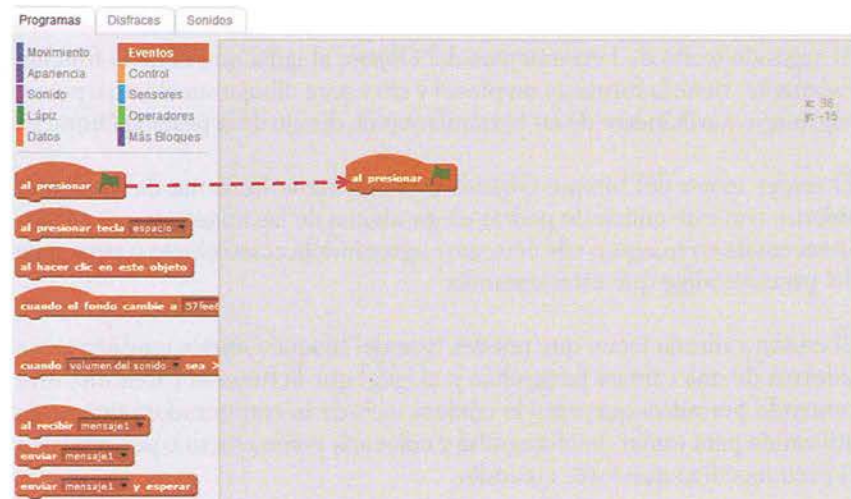 Programas Disfraces Sonidos
Movimiento Eventos
Apariencia Control
Sonido Sensores
Lápiz Operadores
Datos Más Bloques
x: 96
y: -15
al presionar
al presionar
al presionar tecla espacio
al hacer clic en este objeto
cuando el fondo cambie a
cuando volumen del sonido sea >
al recibir mensaje1
enviar mensaje1
enviar mensaje1 y esperar